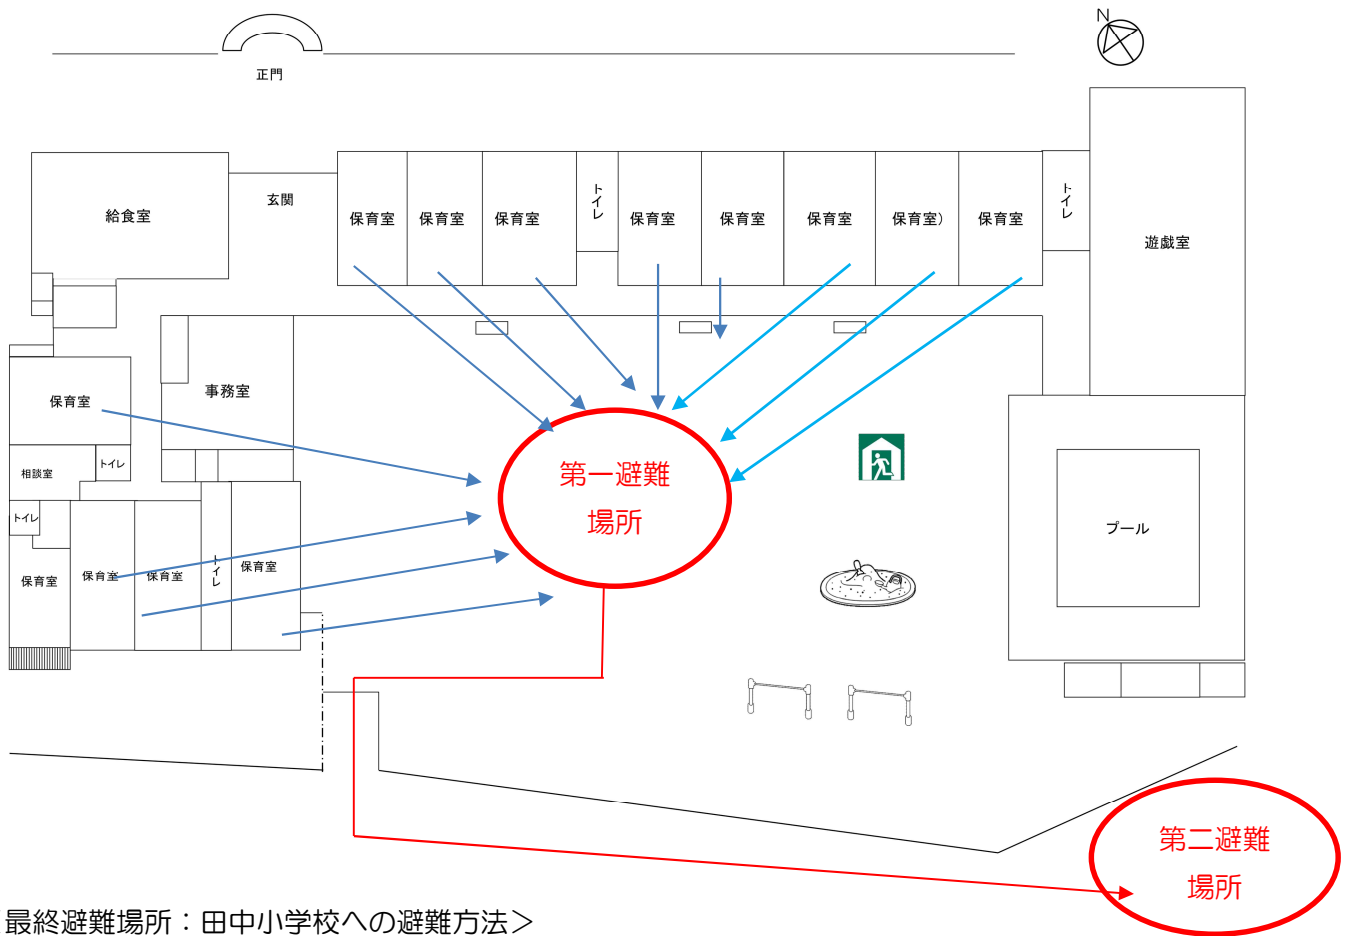 N
正門
給食室
玄関
保育室
保育室
保育室
トイレ
保育室
保育室
保育室
保育室）
保育室
トイレ
遊戯室
保育室
事務室
相談室
トイレ
第一避難
場所
トイレ
保育室
保育室
保育室
トイレ
保育室
プール
第二避難
場所
最終避難場所：田中小学校への避難方法＞